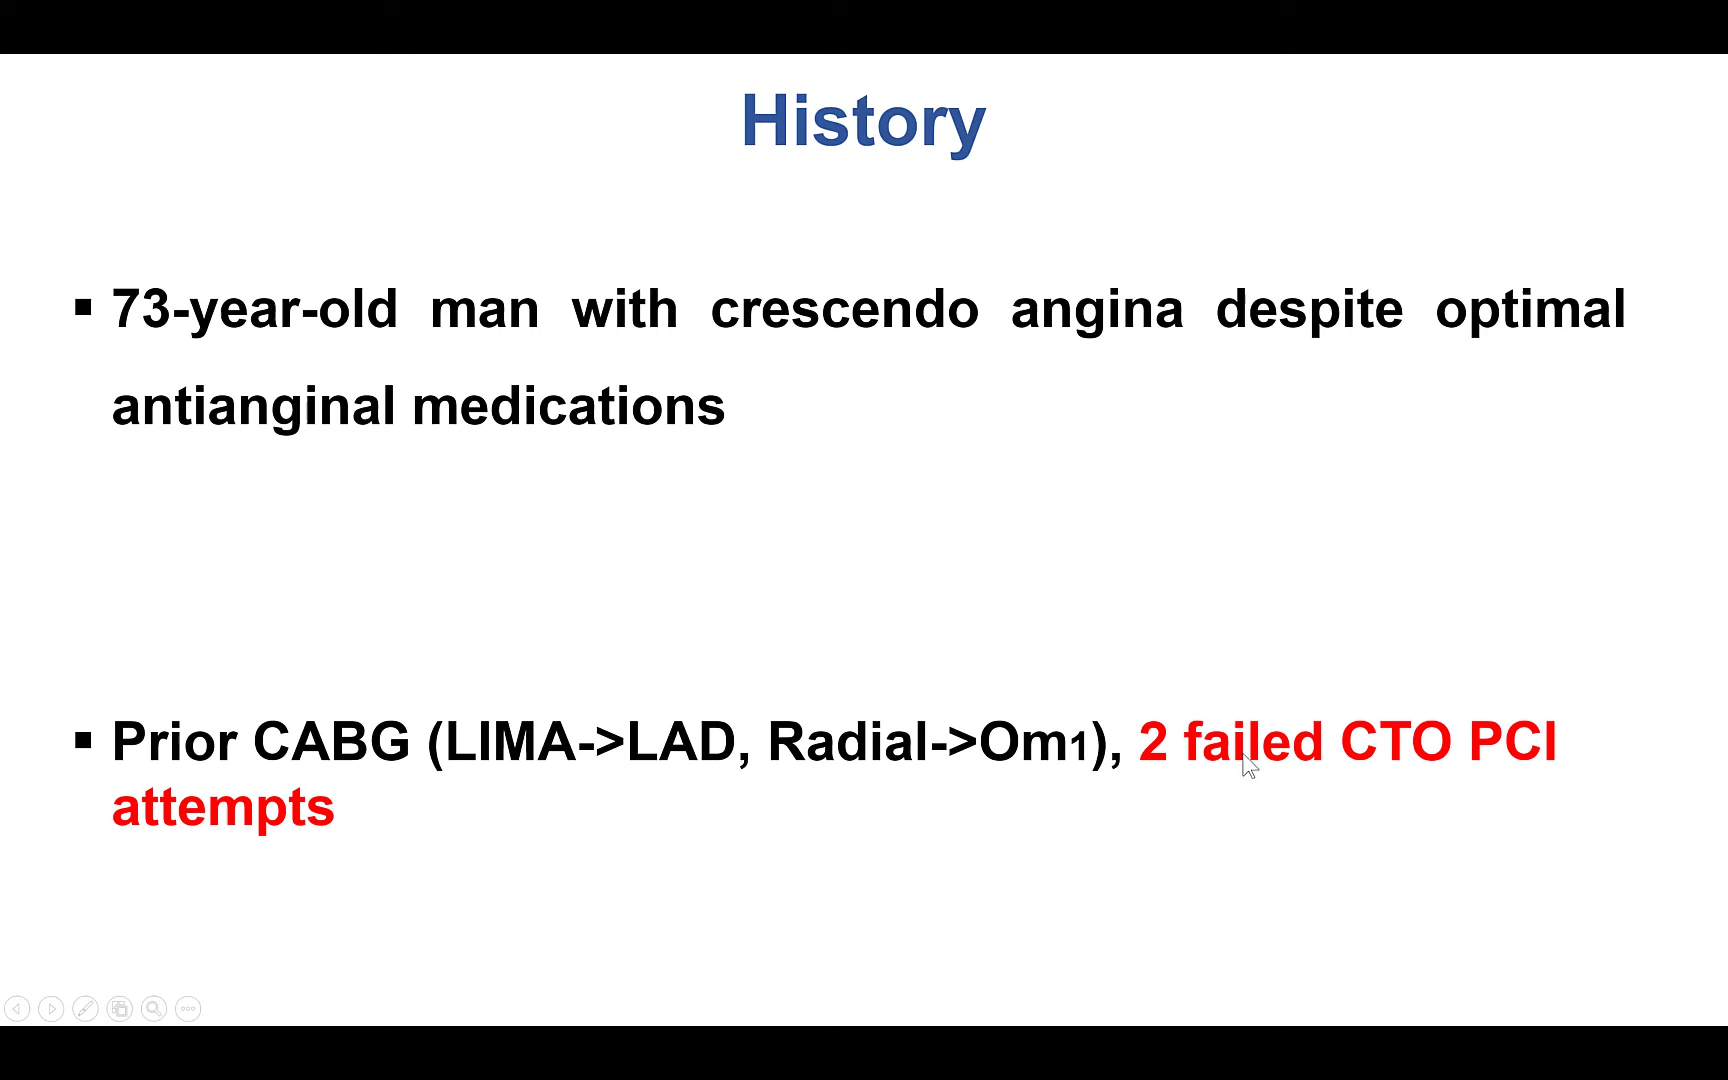 History
▪ 73-year-old man with crescendo angina despite optimal
antianginal medications
▪ Prior CABG (LIMA->LAD, Radial->Om1), 2 failed CTO PCI
attempts